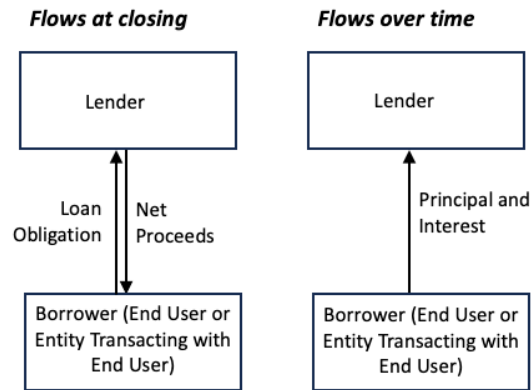 Flows at closing
Lender
Loan
Obligation
Net
Proceeds
Borrower (End User or
Entity Transacting with
End User)
Flows over time
Lender
Principal and
Interest
Borrower (End User or
Entity Transacting with
End User)